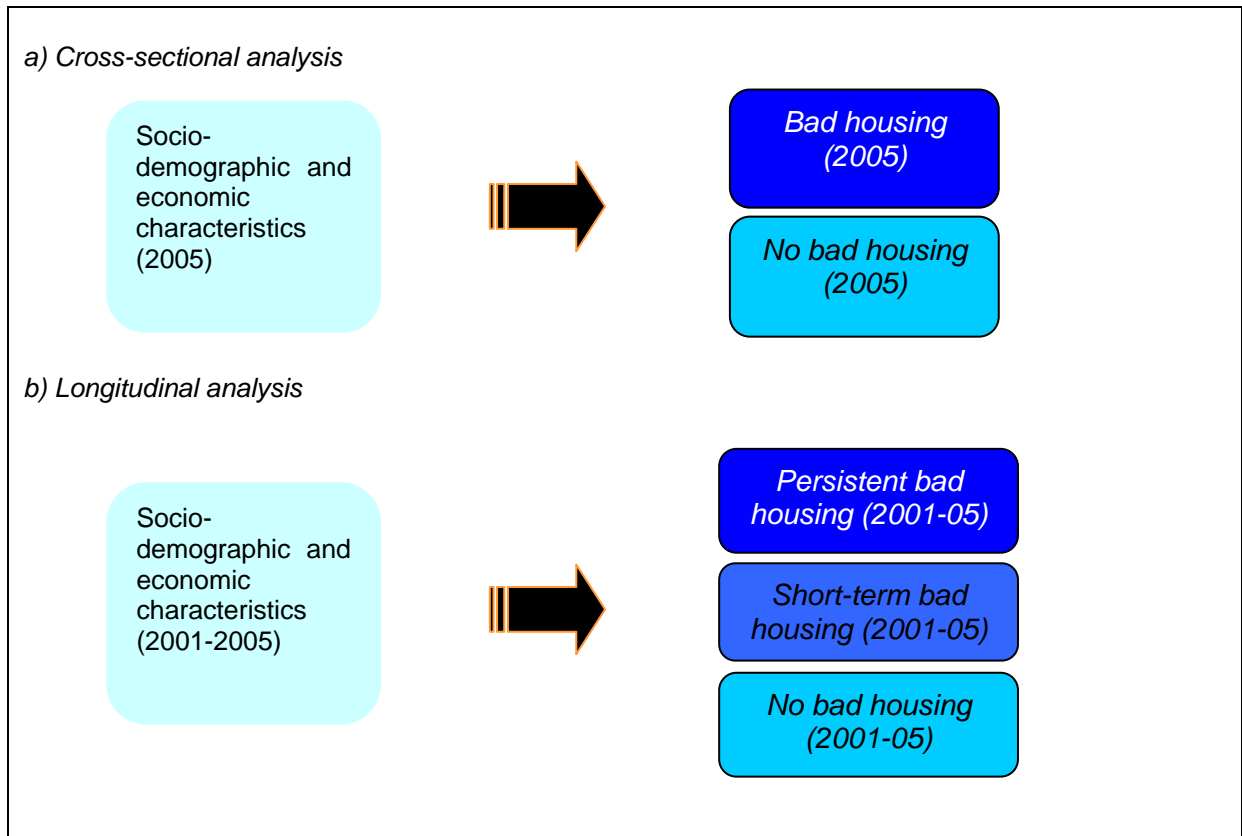 a) Cross-sectional analysis
Socio-
demographic and
economic
characteristics
(2005)
Bad housing
(2005)
No bad housing
(2005)
b) Longitudinal analysis
Socio-
demographic and
economic
characteristics
(2001-2005)
Persistent bad
housing (2001-05)
Short-term bad
housing (2001-05)
No bad housing
(2001-05)